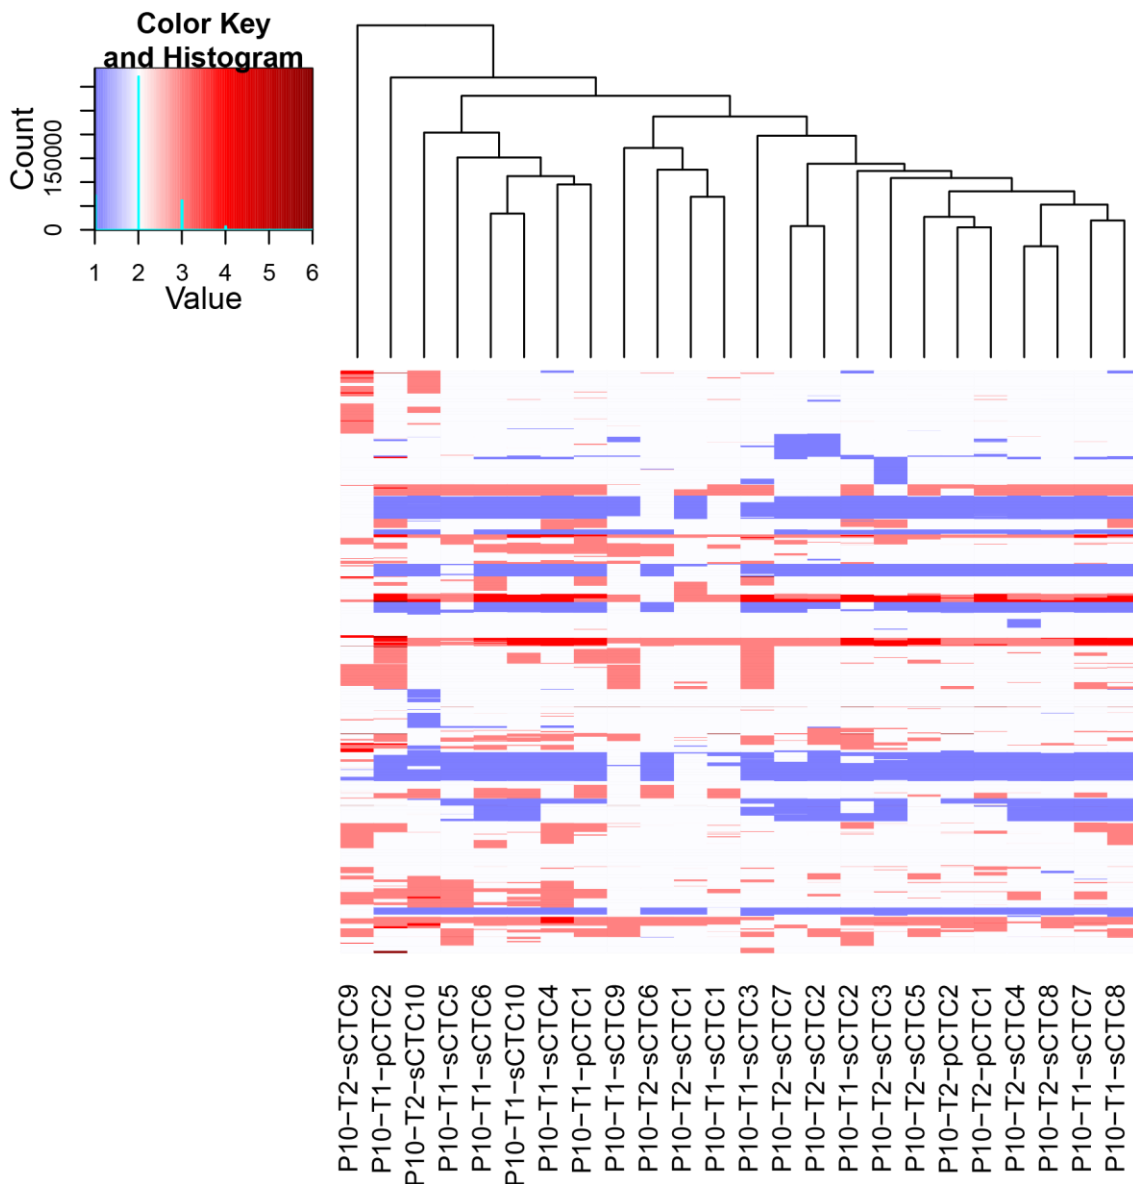 Color Key
and Histogram
Count
0
150000
1 2 3 4 5 6
Value
P10−T2−sCTC9
P10−T1−pCTC2
P10−T2−sCTC10
P10−T1−sCTC5
P10−T1−sCTC6
P10−T1−sCTC10
P10−T1−sCTC4
P10−T1−pCTC1
P10−T1−sCTC9
P10−T2−sCTC6
P10−T2−sCTC1
P10−T1−sCTC1
P10−T1−sCTC3
P10−T2−sCTC7
P10−T2−sCTC2
P10−T1−sCTC2
P10−T2−sCTC3
P10−T2−sCTC5
P10−T2−pCTC2
P10−T2−pCTC1
P10−T2−sCTC4
P10−T2−sCTC8
P10−T1−sCTC7
P10−T1−sCTC8